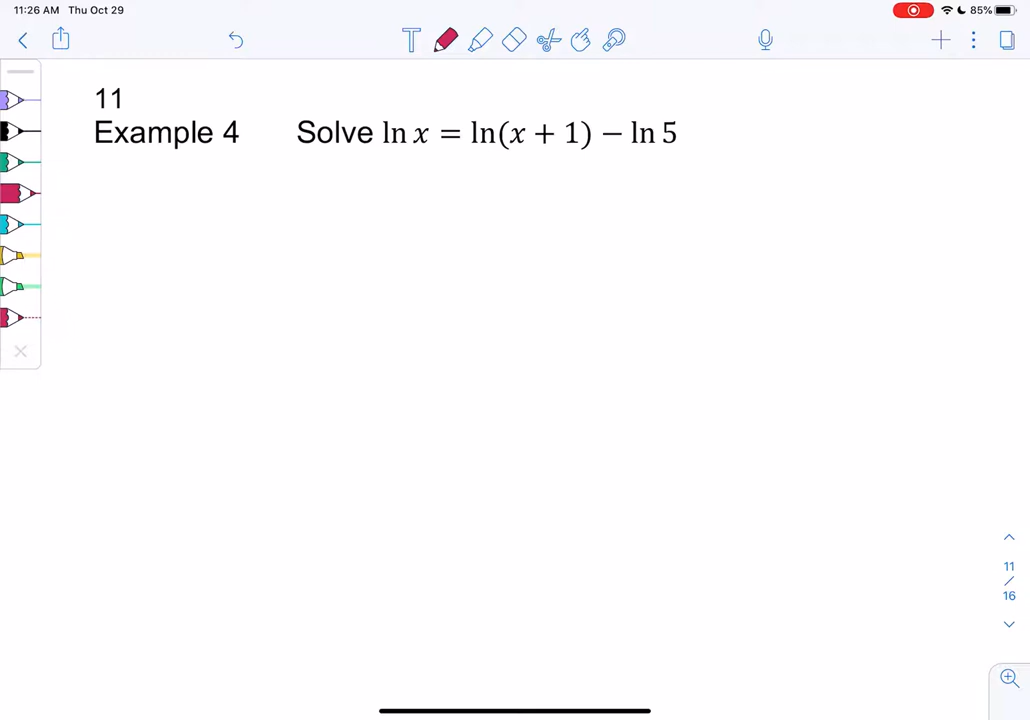 11:26 AM Thu Oct 29
85%
T
11
Example 4 Solve ln x = ln(x + 1) − ln 5
11
/
16